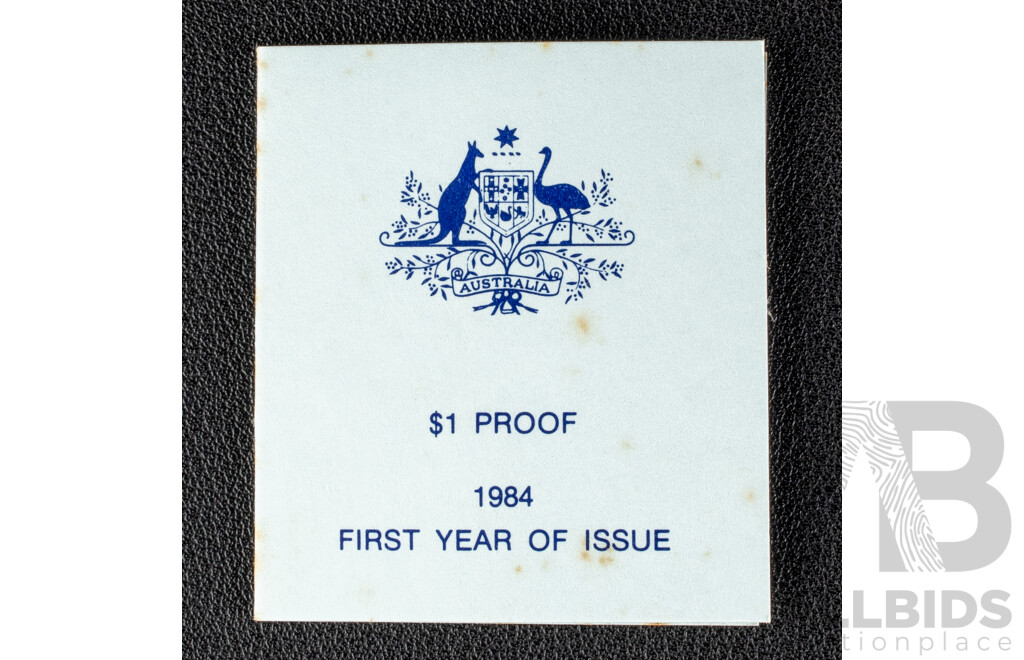 AUSTRALIA
$1 PROOF
1984
FIRST YEAR OF ISSUE